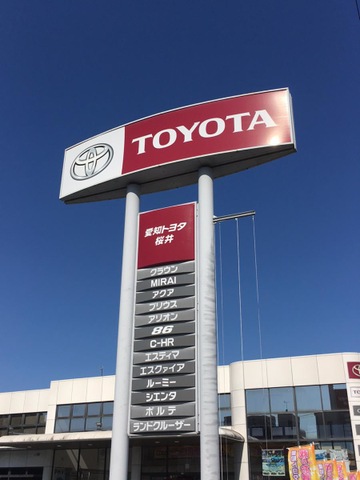 TOYOTA
愛知トヨタ
桜井
クラウン
MIRAI
アクア
プリウス
アリオン
86
C-HR
エスティマ
エスクァイア
ルーミー
シエンタ
ポルテ
ランドクルーザー